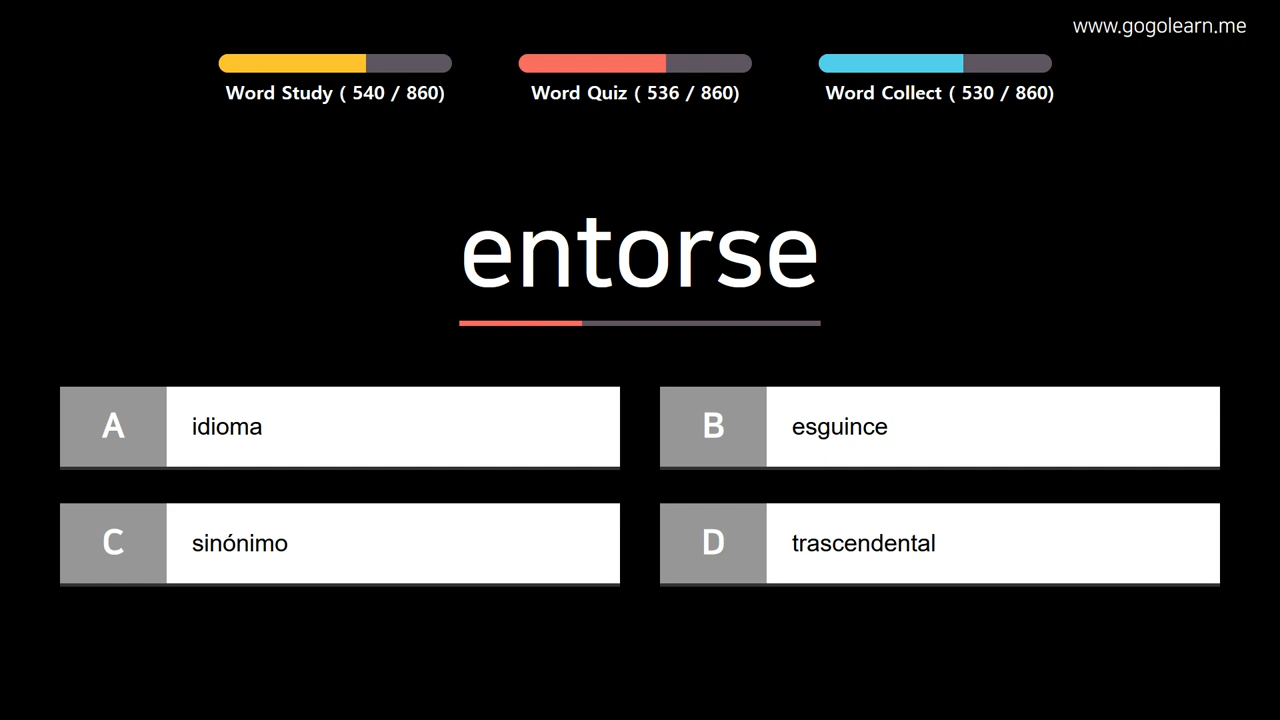 www.gogolearn.me
Word Study ( 540 / 860)
Word Quiz ( 536 / 860)
Word Collect ( 530 / 860)
entorse
A idioma
B esguince
C sinónimo
D trascendental